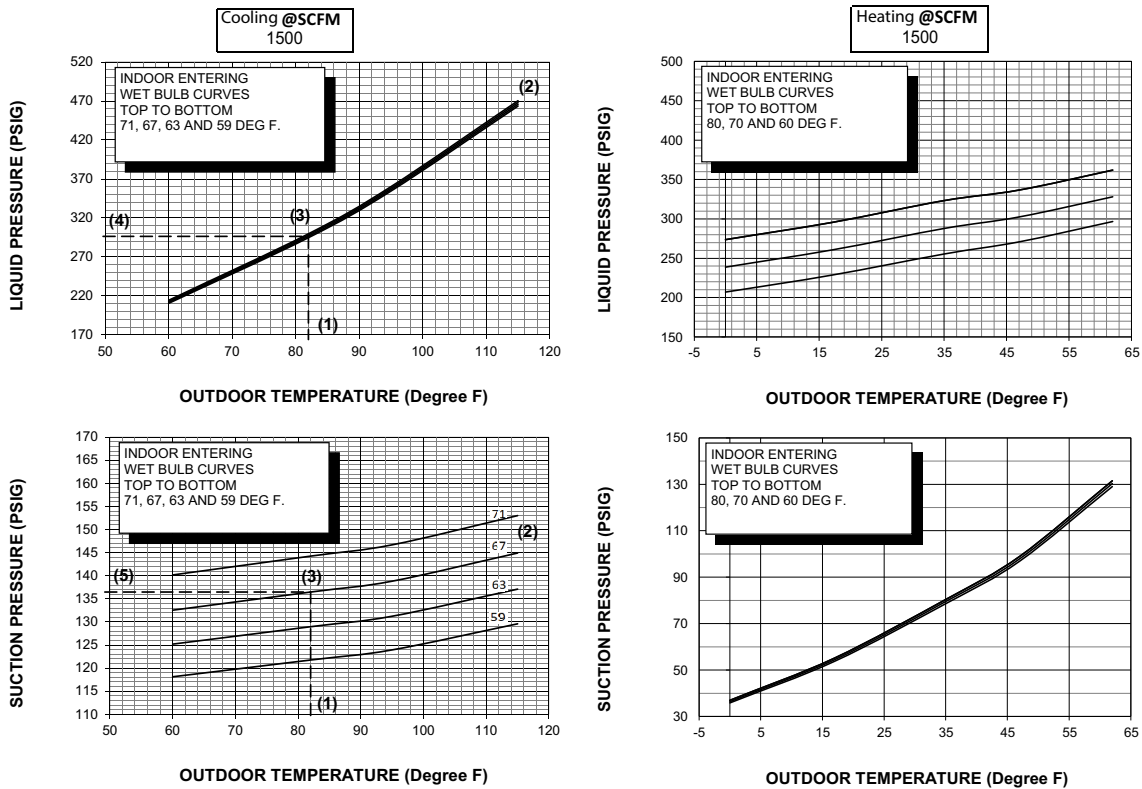 Cooling @SCFM
1500
520
470
420
370
320
270
220
170
50 60 70 80 90 100 110 120
INDOOR ENTERING
WET BULB CURVES
TOP TO BOTTOM
71, 67, 63 AND 59 DEG F.
(2)
(3)
(4)
(1)
LIQUID PRESSURE (PSIG)
OUTDOOR TEMPERATURE (Degree F)
Heating @SCFM
1500
500
450
400
350
300
250
200
150
-5 5 15 25 35 45 55 65
INDOOR ENTERING
WET BULB CURVES
TOP TO BOTTOM
80, 70 AND 60 DEG F.
LIQUID PRESSURE (PSIG)
OUTDOOR TEMPERATURE (Degree F)
170
165
160
155
150
145
140
135
130
125
120
115
110
50 60 70 80 90 100 110 120
INDOOR ENTERING
WET BULB CURVES
TOP TO BOTTOM
71, 67, 63 AND 59 DEG F.
71
(2)
67
63
59
(5)
(3)
(1)
SUCTION PRESSURE (PSIG)
OUTDOOR TEMPERATURE (Degree F)
150
130
110
90
70
50
30
-5 5 15 25 35 45 55 65
INDOOR ENTERING
WET BULB CURVES
TOP TO BOTTOM
80, 70 AND 60 DEG F.
SUCTION PRESSURE (PSIG)
OUTDOOR TEMPERATURE (Degree F)